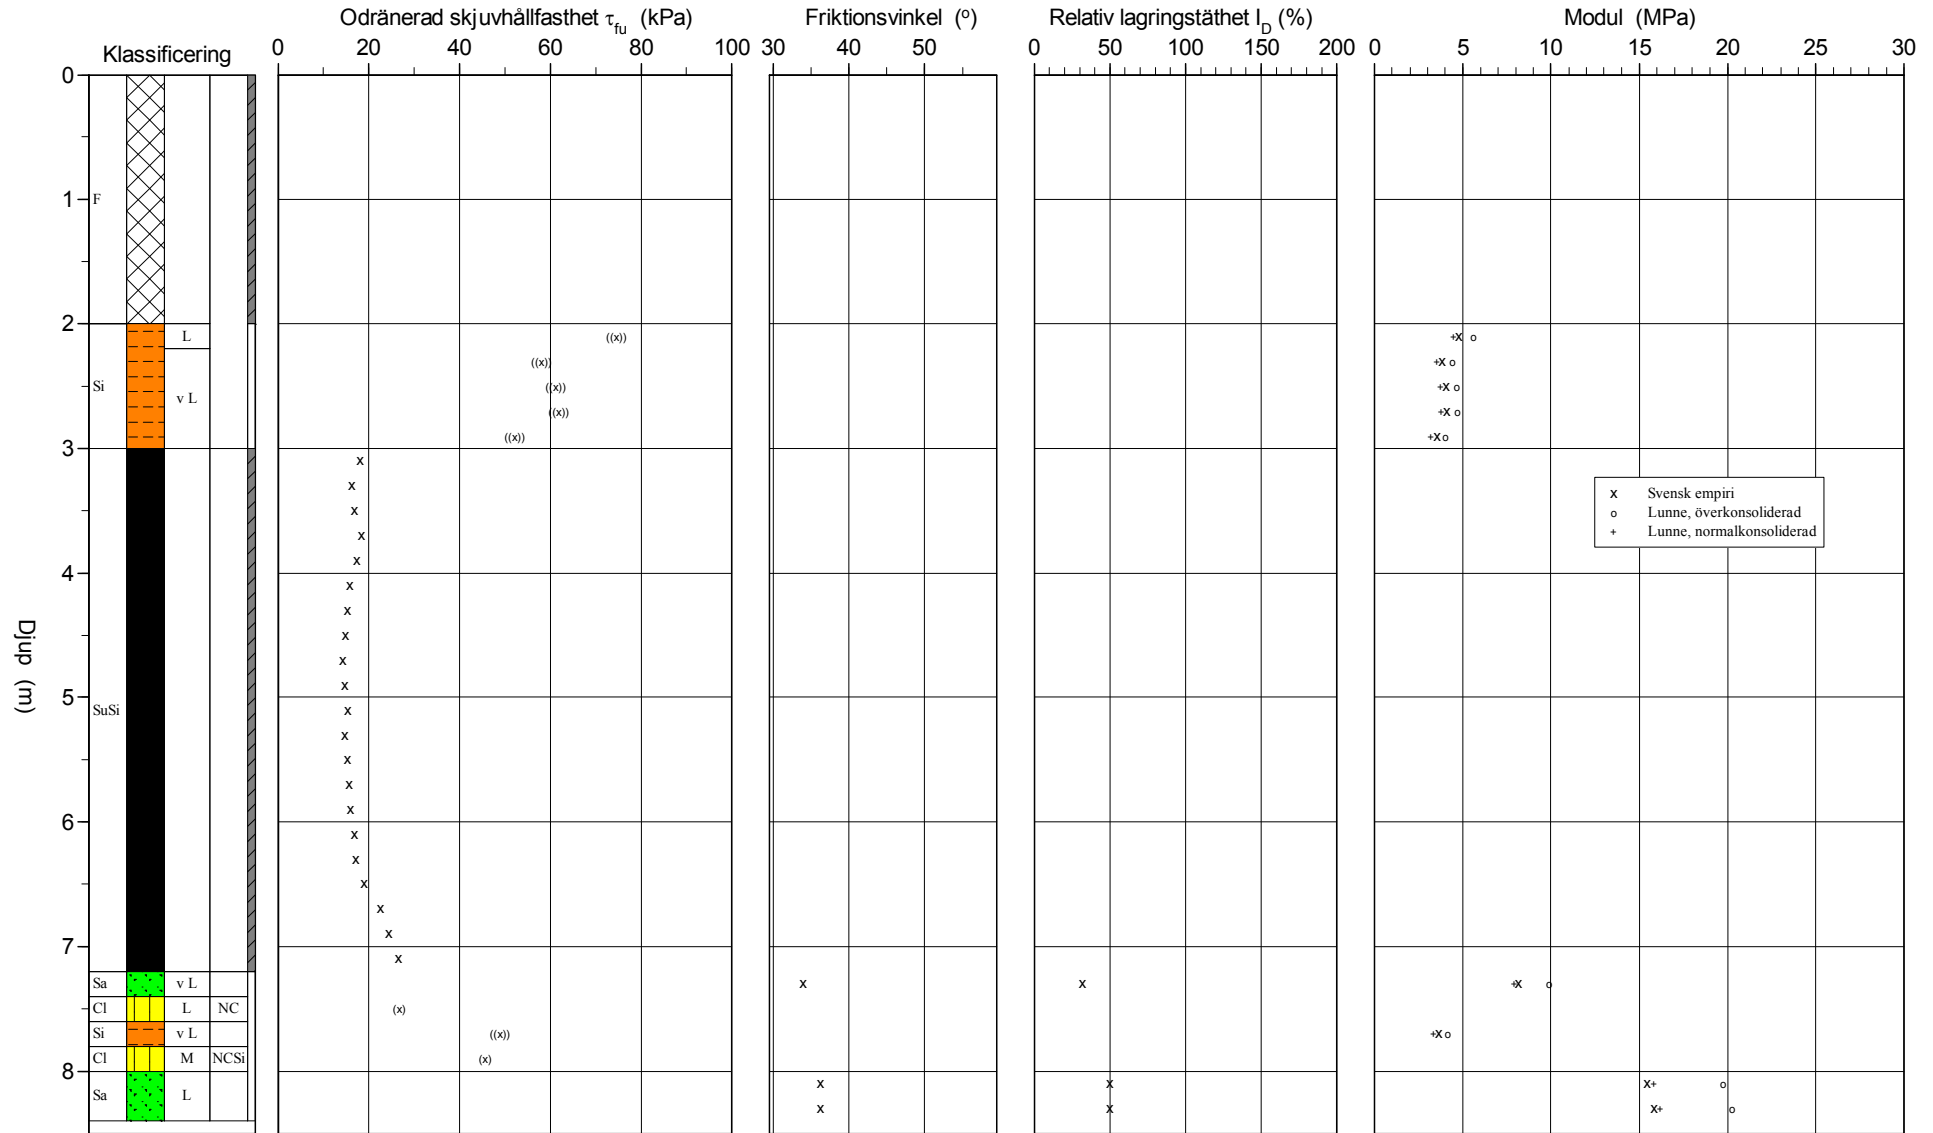 Odränerad skjuvhållfasthet τfu (kPa)
Friktionsvinkel (o)
Relativ lagringstäthet ID (%)
Modul (MPa)
Klassificering
0 20 40 60 80 100
30 40 50
0 50 100 150 200
0 5 10 15 20 25 30
0
1
F
2
L
((x))
((x))
Si
v L
((x))
((x))
((x))
3
x Svensk empiri
o Lunne, överkonsoliderad
+ Lunne, normalkonsoliderad
4
Djup (m)
5
SuSi
6
7
Sa v L
Cl L NC
(x)
Si v L
((x))
Cl M NCSi
(x)
8
Sa L